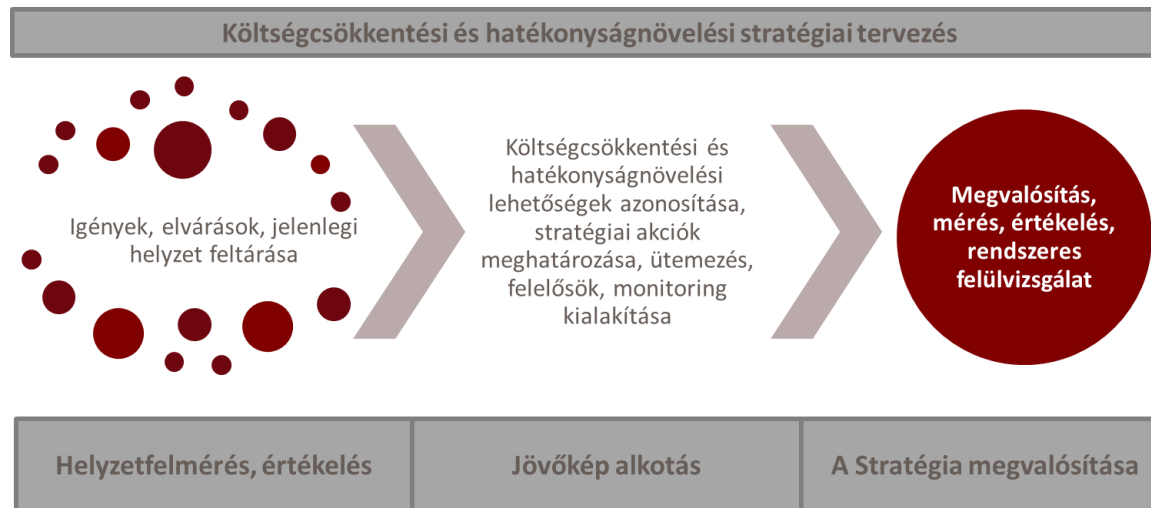 Költségcsökkentési és hatékonyságnövelési stratégiai tervezés
Igények, elvárások, jelenlegi
helyzet feltárása
Költségcsökkentési és
hatékonyságnövelési
lehetőségek azonosítása,
stratégiai akciók
meghatározása, ütemezés,
felelősök, monitoring
kialakítása
Megvalósítás,
mérés, értékelés,
rendszeres
felülvizsgálat
Helyzetfelmérés, értékelés
Jövőkép alkotás
A Stratégia megvalósítása